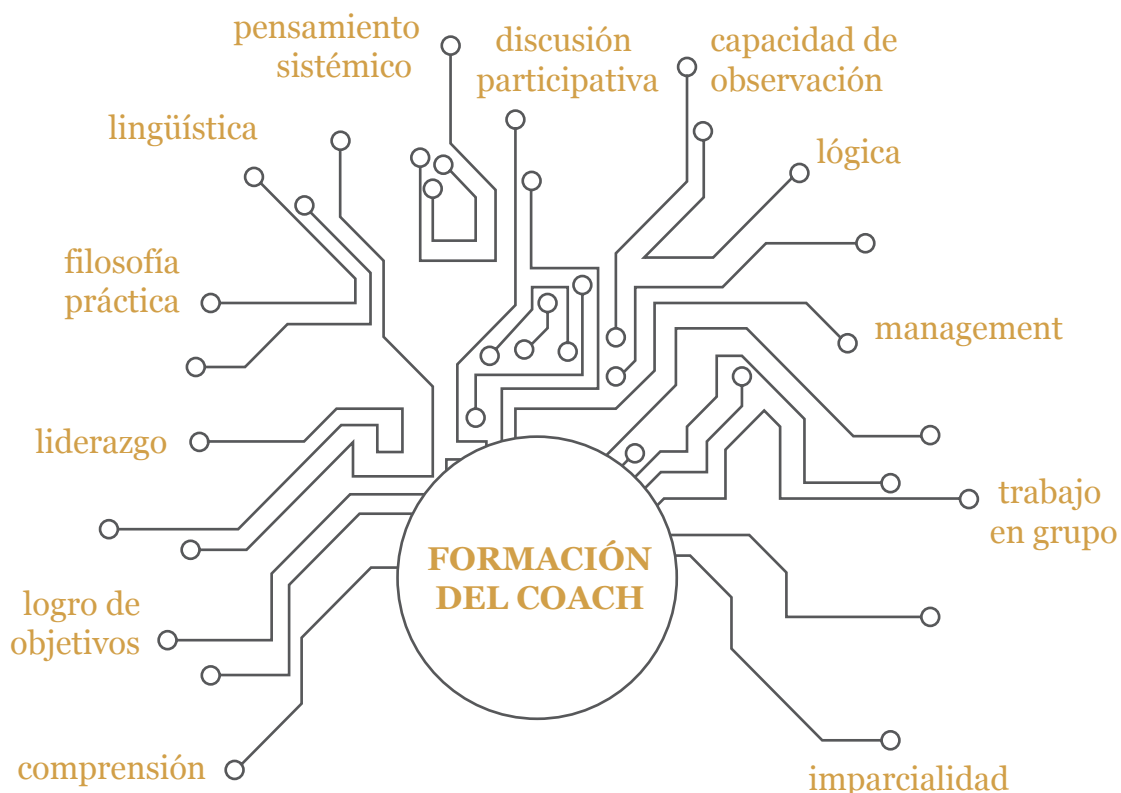 pensamiento
sistémico
discusión
participativa
capacidad de
observación
lingüística
lógica
filosofía
práctica
management
liderazgo
trabajo
en grupo
FORMACIÓN
DEL COACH
logro de
objetivos
comprensión
imparcialidad